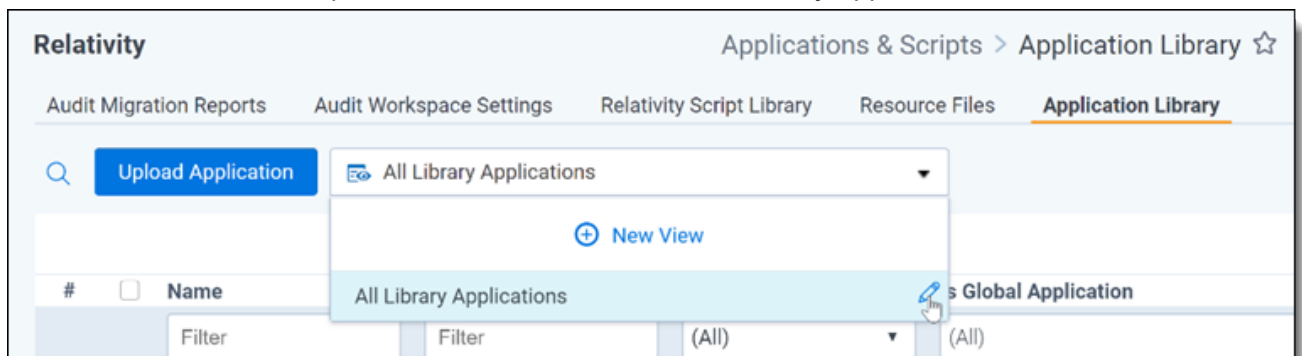 Relativity
Applications & Scripts > Application Library
Audit Migration Reports Audit Workspace Settings Relativity Script Library Resource Files Application Library
Upload Application All Library Applications
New View
# Name s Global Application
All Library Applications
Filter Filter (All) (All)